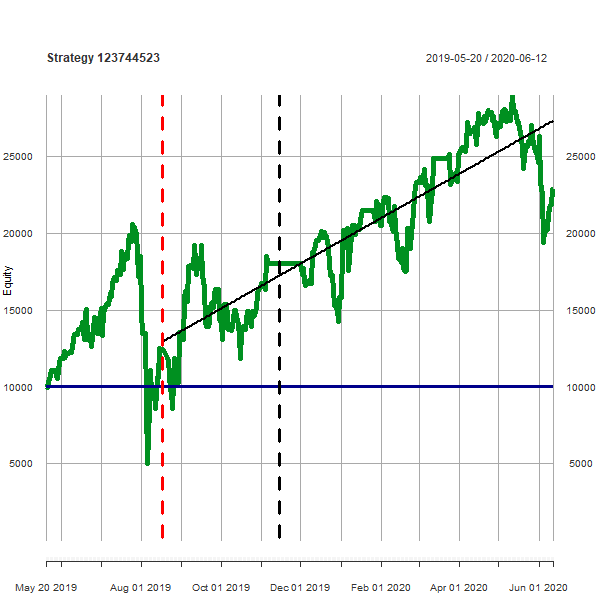 Strategy 123744523
2019-05-20 / 2020-06-12
25000
25000
20000
20000
Equity
15000
15000
10000
10000
5000
5000
May 20 2019
Aug 01 2019
Oct 01 2019
Dec 01 2019
Feb 01 2020
Apr 01 2020
Jun 01 2020